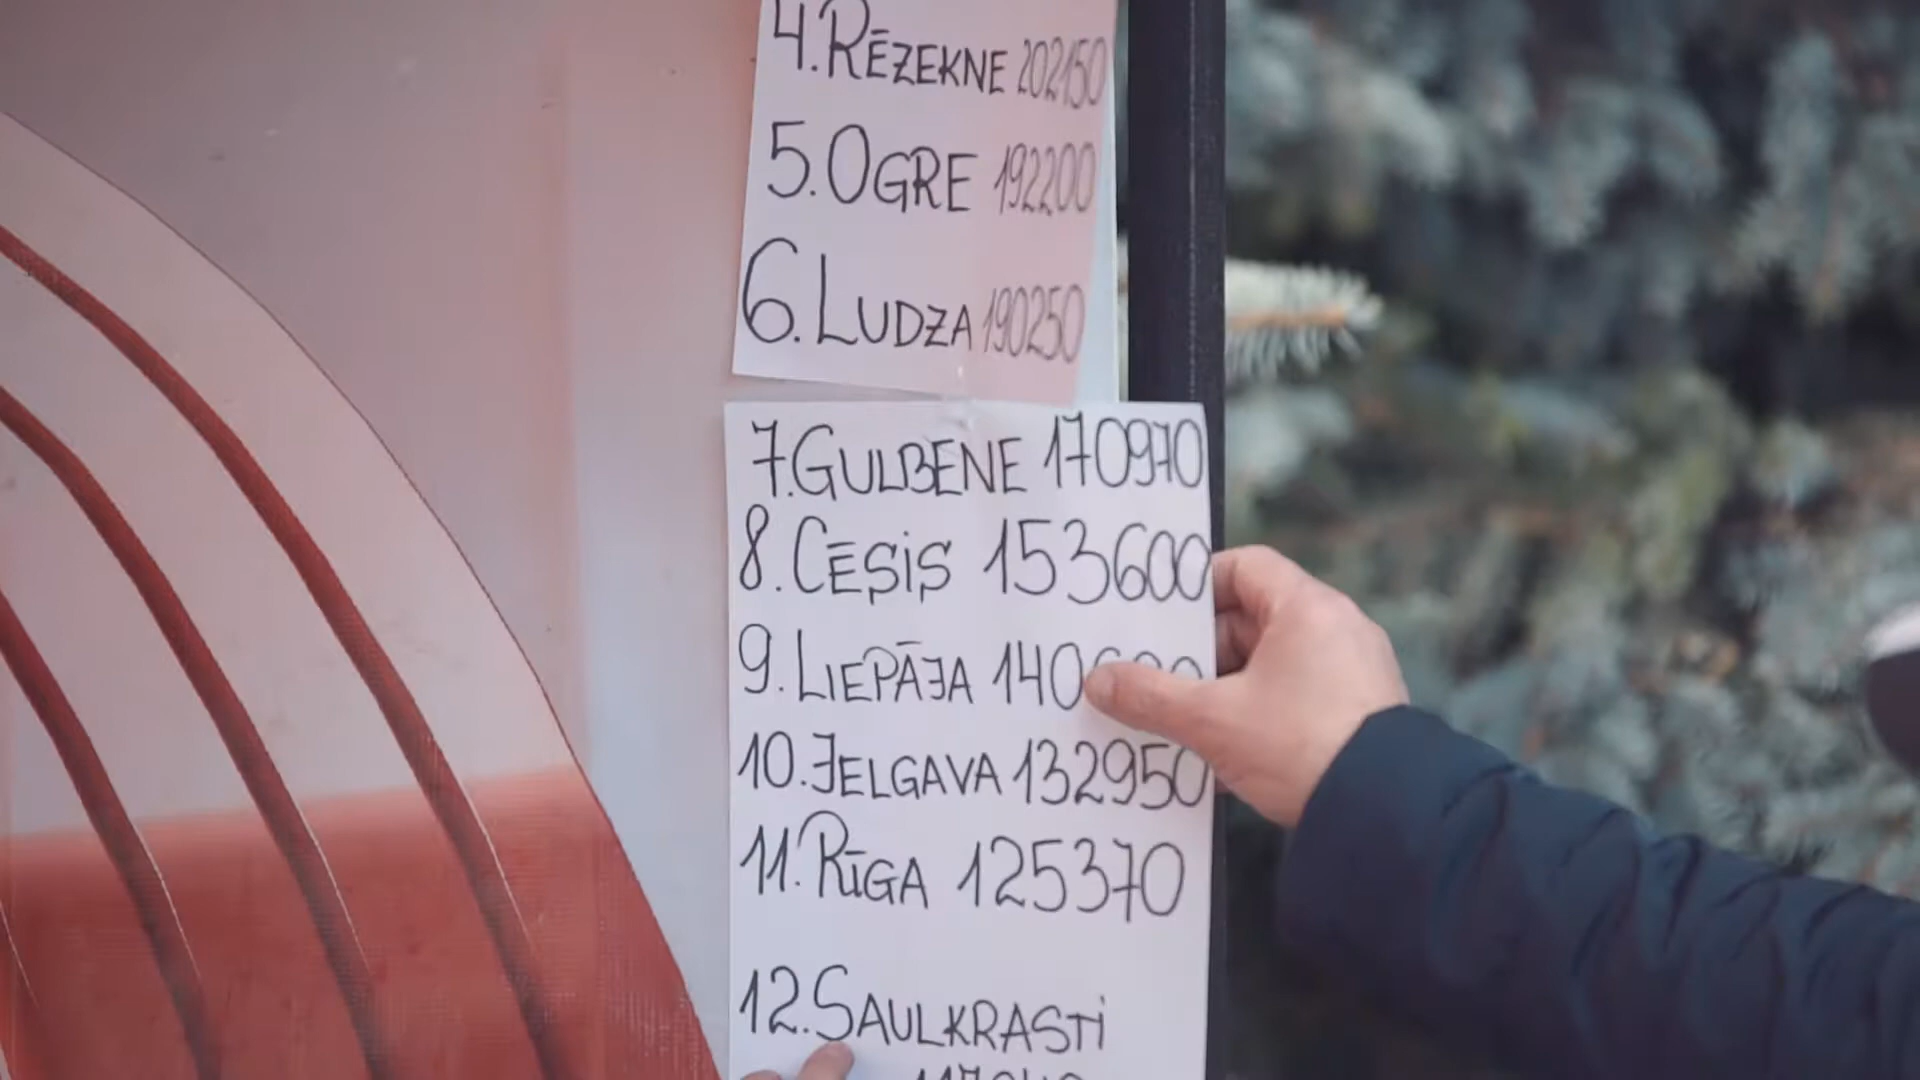 4. RĒZEKNE 202150
5. OGRE 192200
6. LUDZA 190250
7. GULBENE 170970
8. CĒSIS 153600
9. LIEPĀJA
10. JELGAVA 132950
11. RĪGA 125370
12. SAULKRASTI